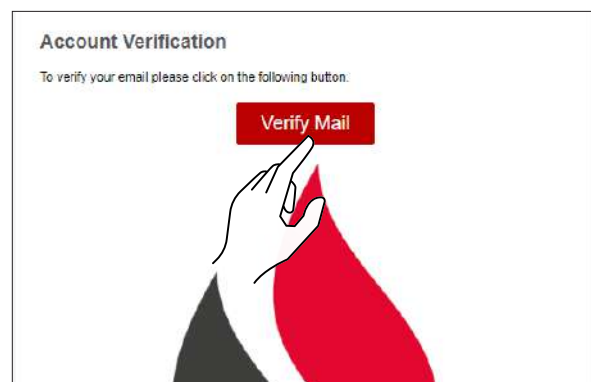 Account Verification
To verify your email please click on the following button.
Verify Mail